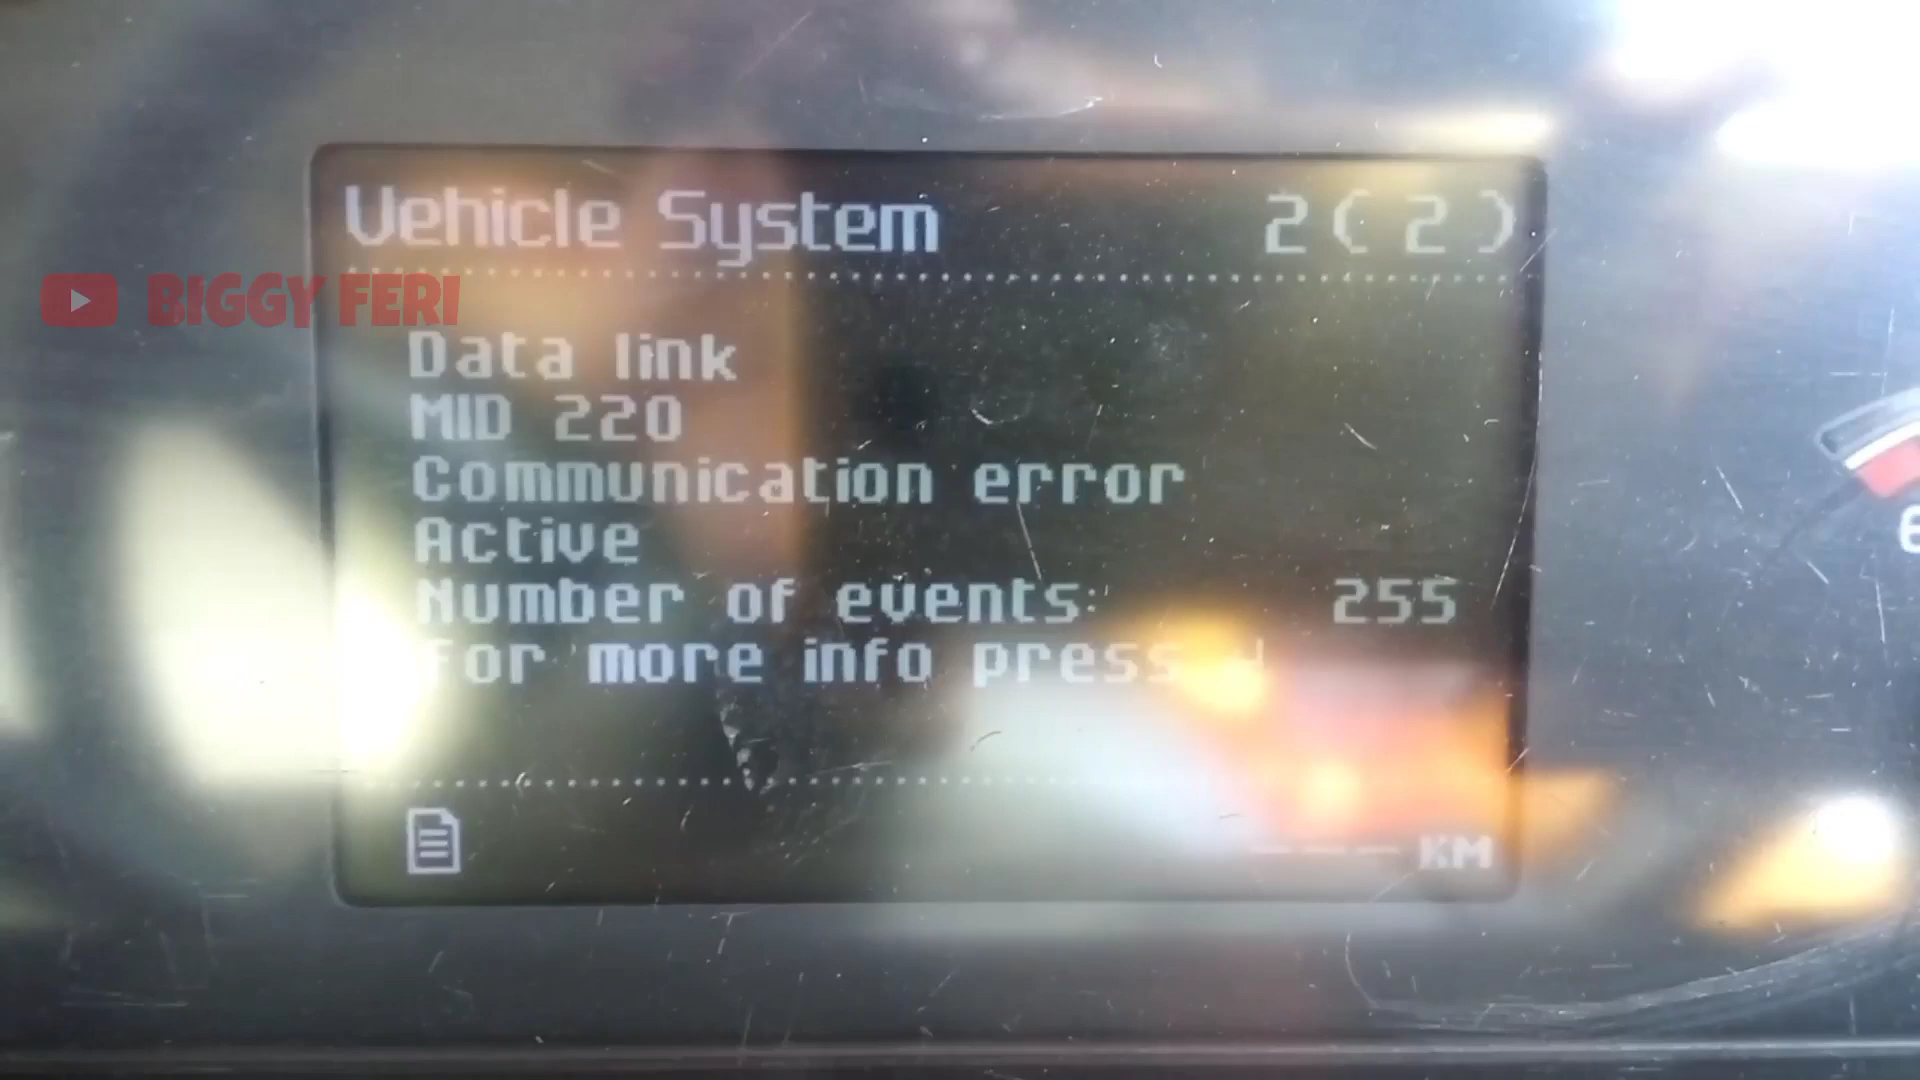 Vehicle System 2(2)
BIGGY FERI
Data link
MID 220
Communication error
Active
Number of events: 255
For more info press
---- KM